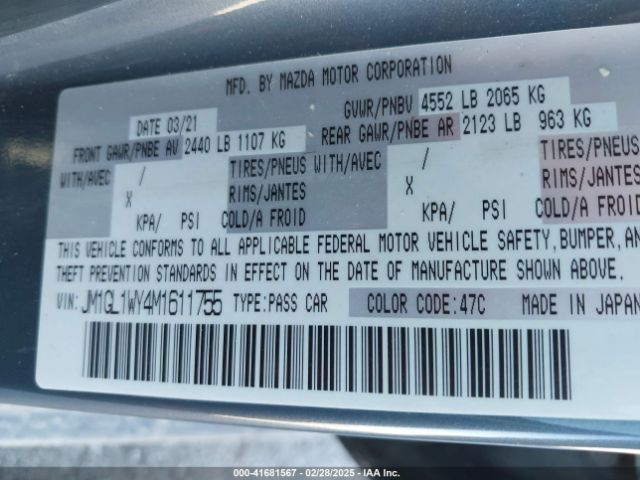 MFD. BY MAZDA MOTOR CORPORATION
DATE 03/21 GVWR/PNBV 4552 LB 2065 KG
FRONT GAWR/PNBE AV 2440 LB 1107 KG REAR GAWR/PNBE AR 2123 LB 963 KG
WITH/AVEC / TIRES/PNEUS WITH/AVEC / TIRES/PNEUS
X RIMS/JANTES X RIMS/JANTES
KPA/ PSI COLD/A FROID KPA/ PSI COLD/A FROID
THIS VEHICLE CONFORMS TO ALL APPLICABLE FEDERAL MOTOR VEHICLE SAFETY, BUMPER, AN
THEFT PREVENTION STANDARDS IN EFFECT ON THE DATE OF MANUFACTURE SHOWN ABOVE.
VIN: JM1GL1WY4M1611755 TYPE:PASS CAR COLOR CODE:47C MADE IN JAPAN
000-41681567 • 02/28/2025 • IAA Inc.